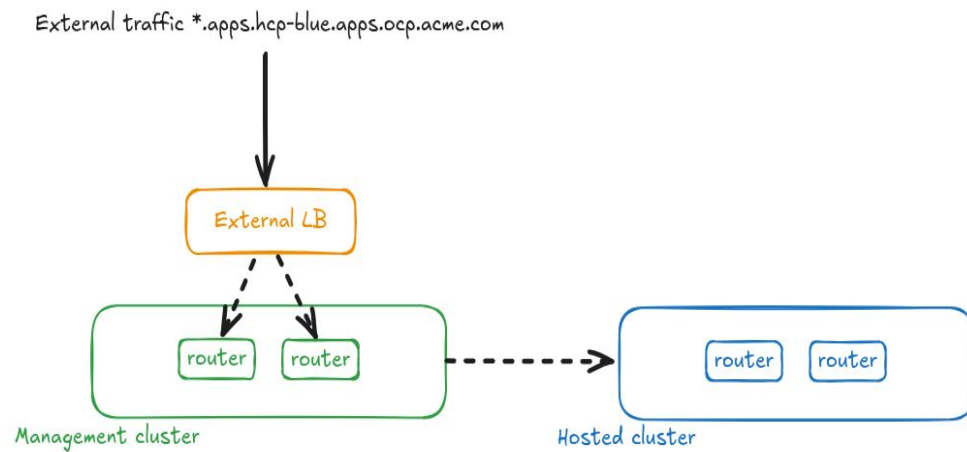 External traffic *.apps.hcp-blue.apps.ocp.acme.com
External LB
router
router
router
router
Management cluster
Hosted cluster